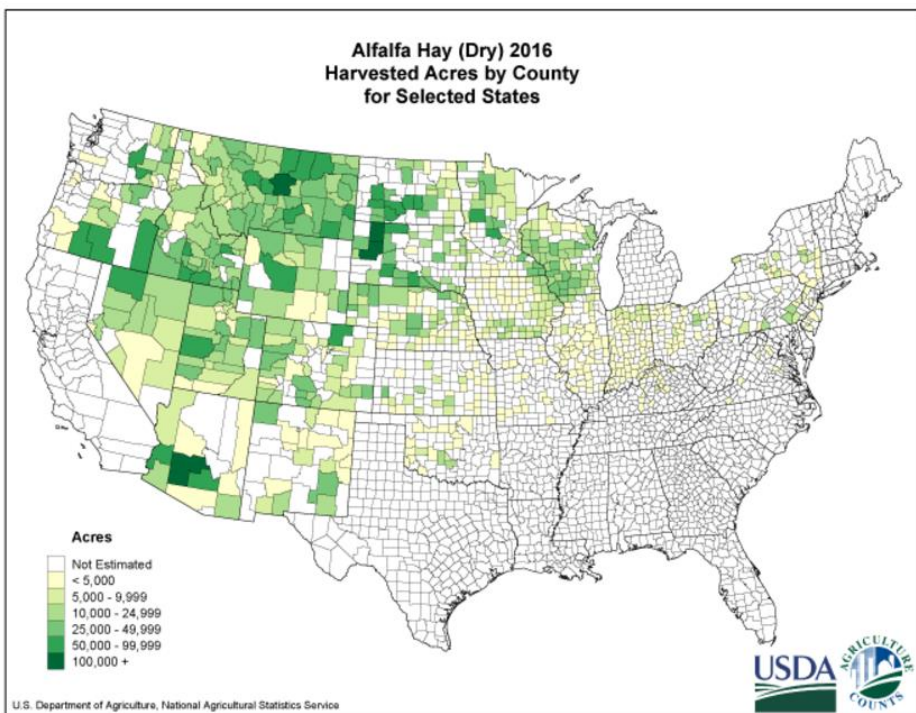 Alfalfa Hay (Dry) 2016
Harvested Acres by County
for Selected States
Acres
Not Estimated
< 5,000
5,000 - 9,999
10,000 - 24,999
25,000 - 49,999
50,000 - 99,999
100,000 +
USDA
AGRICULTURE
COUNTS
U.S. Department of Agriculture, National Agricultural Statistics Service